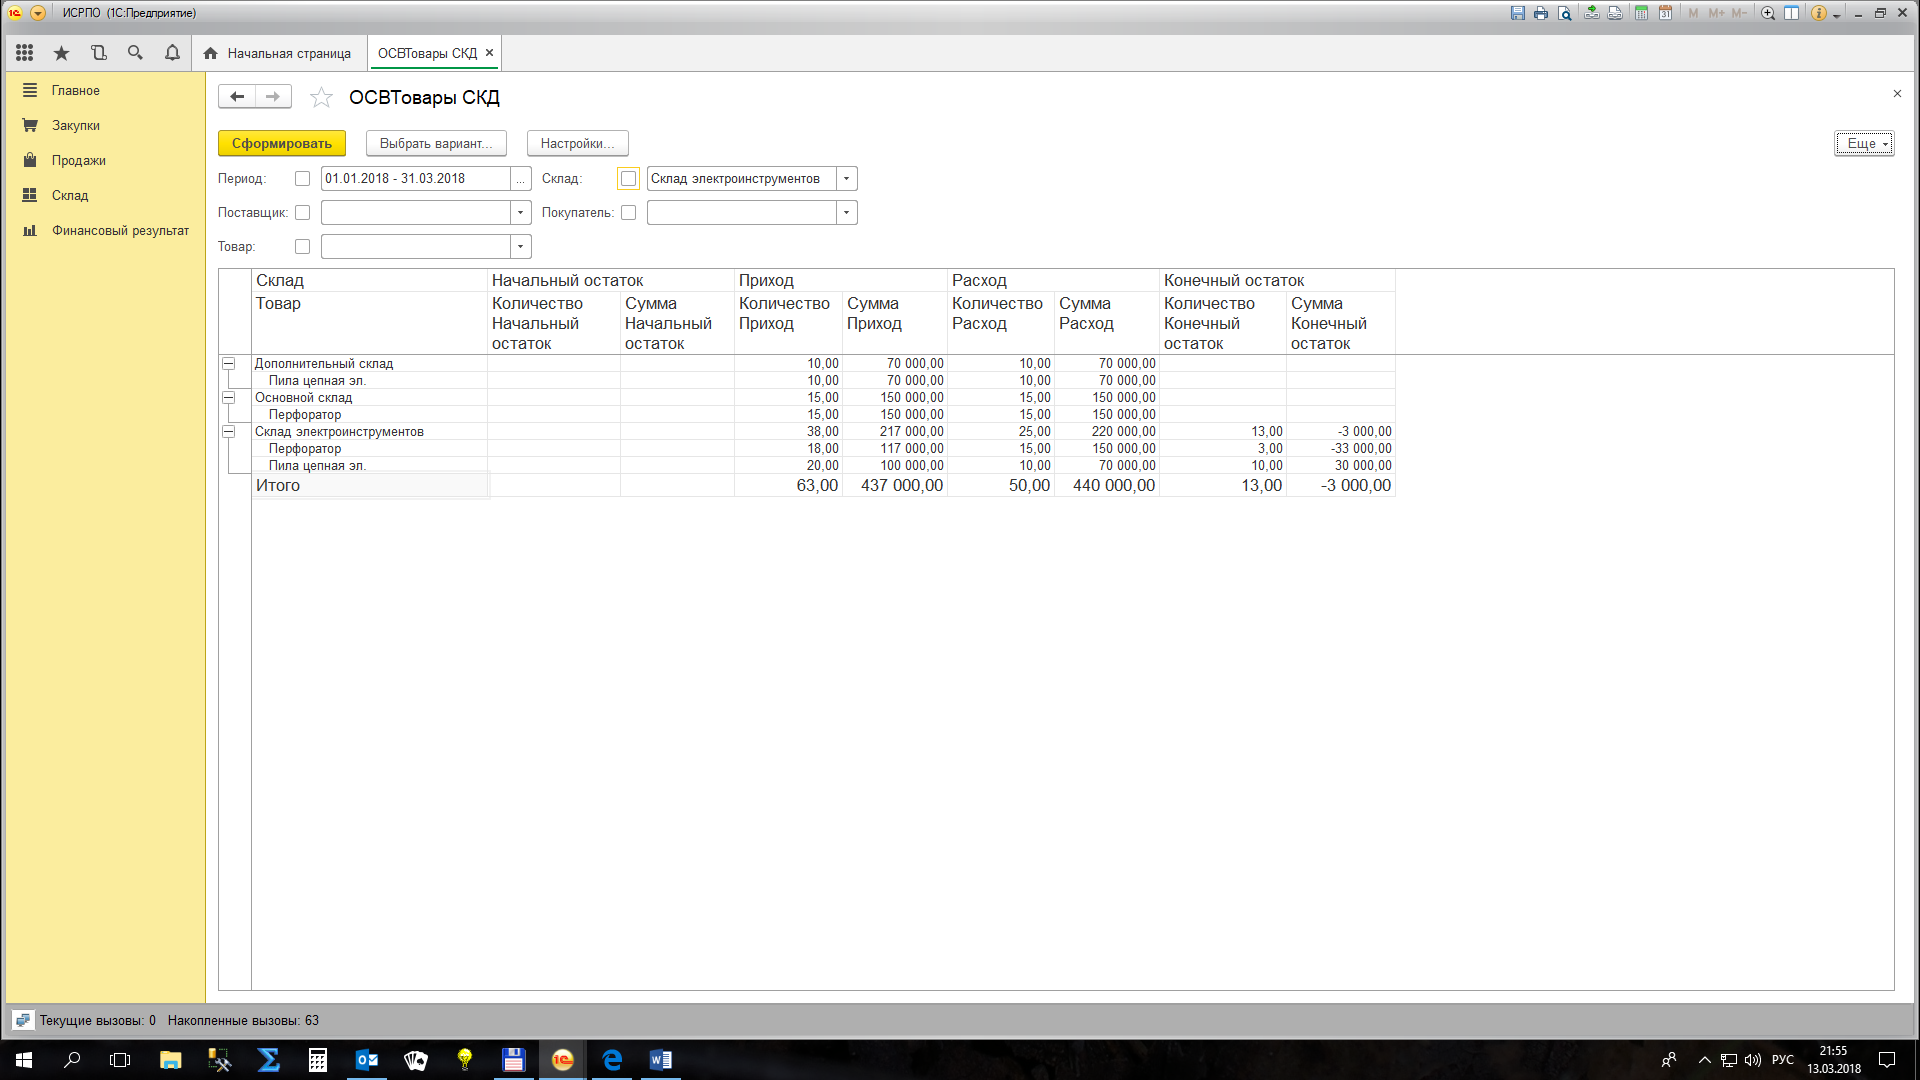 ИСРПО (1С:Предприятие)
M M+ M-
Начальная страница
ОСВТовары СКД
Главное
Закупки
Продажи
Склад
Финансовый результат
ОСВТовары СКД
Сформировать Выбрать вариант... Настройки... Еще
Период: 01.01.2018 - 31.03.2018 ... Склад: Склад электроинструментов
Поставщик: Покупатель:
Товар:
Склад Начальный остаток Приход Расход Конечный остаток
Товар Количество Сумма Количество Сумма Количество Сумма Количество Сумма
Начальный Начальный Приход Приход Расход Расход Конечный Конечный
остаток остаток остаток остаток
Дополнительный склад 10,00 70 000,00 10,00 70 000,00
Пила цепная эл. 10,00 70 000,00 10,00 70 000,00
Основной склад 15,00 150 000,00 15,00 150 000,00
Перфоратор 15,00 150 000,00 15,00 150 000,00
Склад электроинструментов 38,00 217 000,00 25,00 220 000,00 13,00 -3 000,00
Перфоратор 18,00 117 000,00 15,00 150 000,00 3,00 -33 000,00
Пила цепная эл. 20,00 100 000,00 10,00 70 000,00 10,00 30 000,00
Итого 63,00 437 000,00 50,00 440 000,00 13,00 -3 000,00
Текущие вызовы: 0 Накопленные вызовы: 63
РУС
21:55
13.03.2018